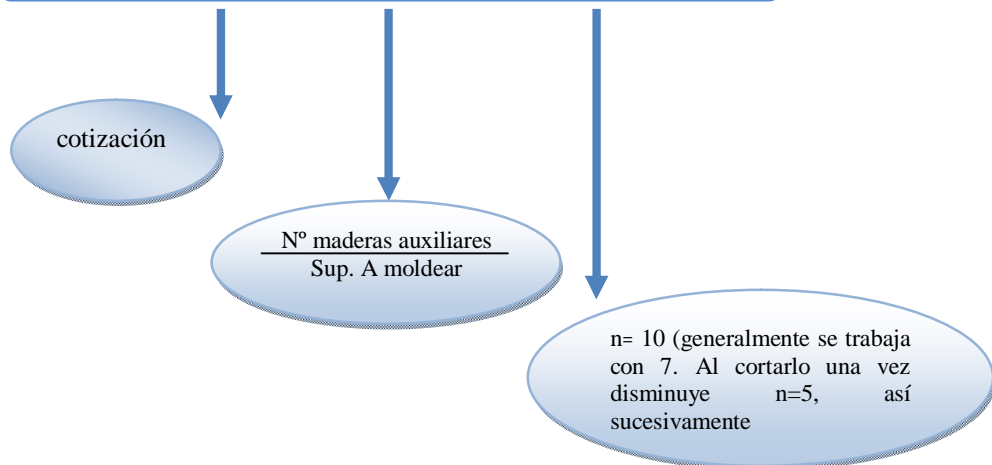 cotización
Nº maderas auxiliares
Sup. A moldear
n= 10 (generalmente se trabaja
con 7. Al cortarlo una vez
disminuye n=5, así
sucesivamente